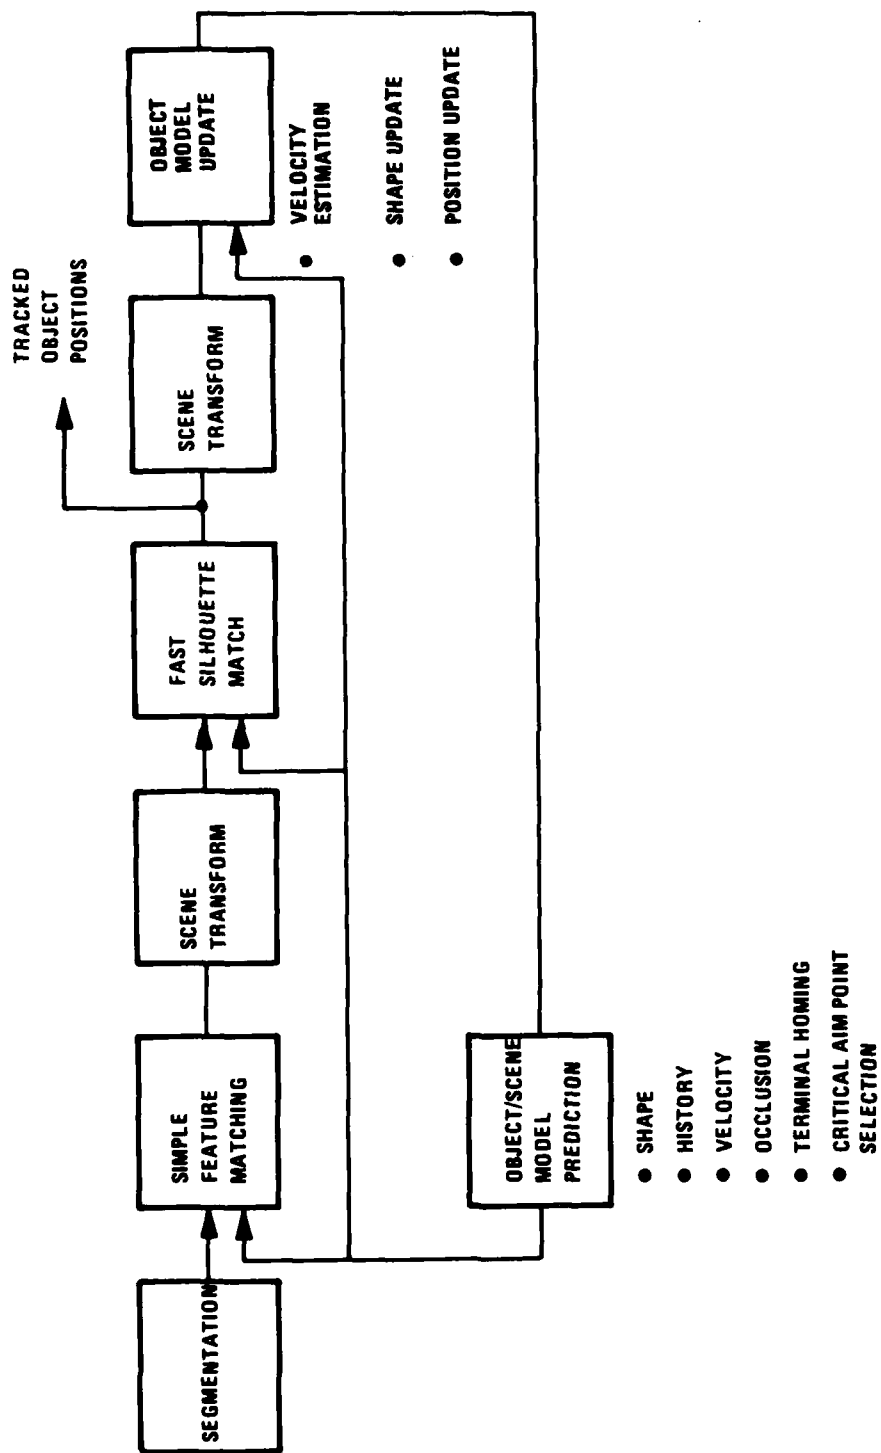 SEGMENTATION
SIMPLE
FEATURE
MATCHING
SCENE
TRANSFORM
FAST
SILHOUETTE
MATCH
TRACKED
OBJECT
POSITIONS
SCENE
TRANSFORM
OBJECT
MODEL
UPDATE
● VELOCITY
ESTIMATION
● SHAPE UPDATE
● POSITION UPDATE
OBJECT/SCENE
MODEL
PREDICTION
● SHAPE
● HISTORY
● VELOCITY
● OCCLUSION
● TERMINAL HOMING
● CRITICAL AIM POINT
SELECTION